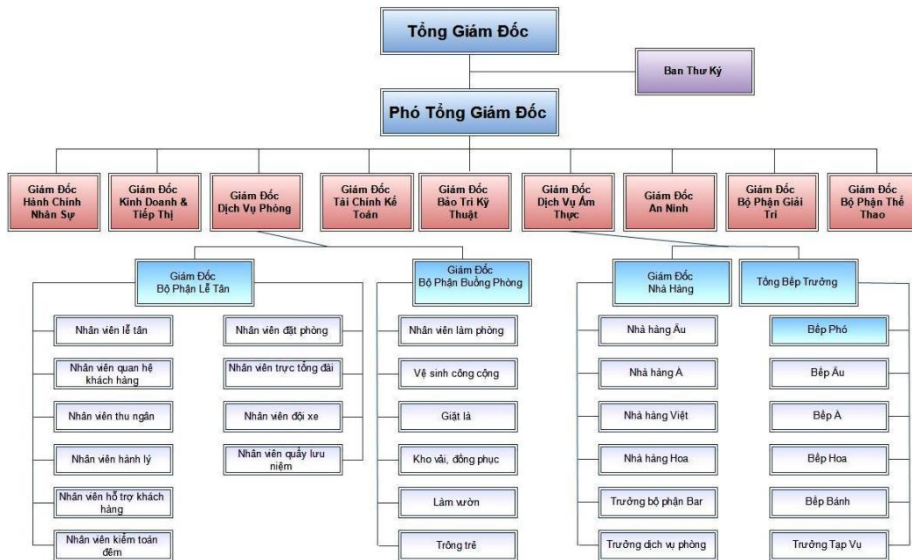 Tổng Giám Đốc
Ban Thư Ký
Phó Tổng Giám Đốc
Giám Đốc
Hành Chính
Nhân Sự
Giám Đốc
Kinh Doanh &
Tiếp Thị
Giám Đốc
Dịch Vụ Phòng
Giám Đốc
Tài Chính Kế
Toán
Giám Đốc
Bảo Trì Kỹ
Thuật
Giám Đốc
Dịch Vụ Ẩm
Thực
Giám Đốc
An Ninh
Giám Đốc
Bộ Phận Giải
Trí
Giám Đốc
Bộ Phận Thể
Thao
Giám Đốc
Bộ Phận Lễ Tân
Giám Đốc
Bộ Phận Buồng Phòng
Giám Đốc
Nhà Hàng
Tổng Bếp Trưởng
Nhân viên lễ tân
Nhân viên quan hệ
khách hàng
Nhân viên thu ngân
Nhân viên hành lý
Nhân viên hỗ trợ khách
hàng
Nhân viên kiểm toán
đêm
Nhân viên đặt phòng
Nhân viên trực tổng đài
Nhân viên đội xe
Nhân viên quầy lưu
niệm
Nhân viên làm phòng
Vệ sinh công cộng
Giặt là
Kho vải, đồng phục
Làm vườn
Trông trẻ
Nhà hàng Âu
Nhà hàng Á
Nhà hàng Việt
Nhà hàng Hoa
Trưởng bộ phận Bar
Trưởng dịch vụ phòng
Bếp Phó
Bếp Âu
Bếp Á
Bếp Hoa
Bếp Bánh
Trưởng Tạp Vụ